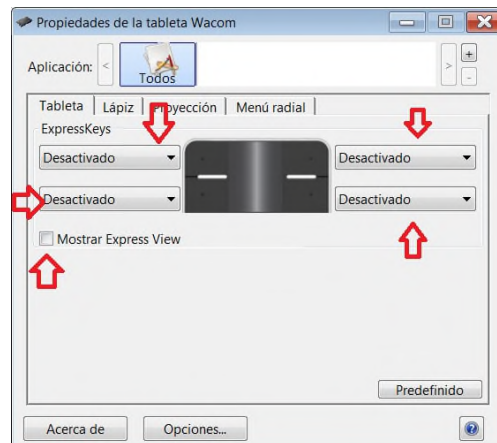 Propiedades de la tableta Wacom
Aplicación:
Todos
Tableta Lápiz Proyección Menú radial
ExpressKeys
Desactivado Desactivado
Desactivado Desactivado
Mostrar Express View
Predefinido
Acerca de Opciones...